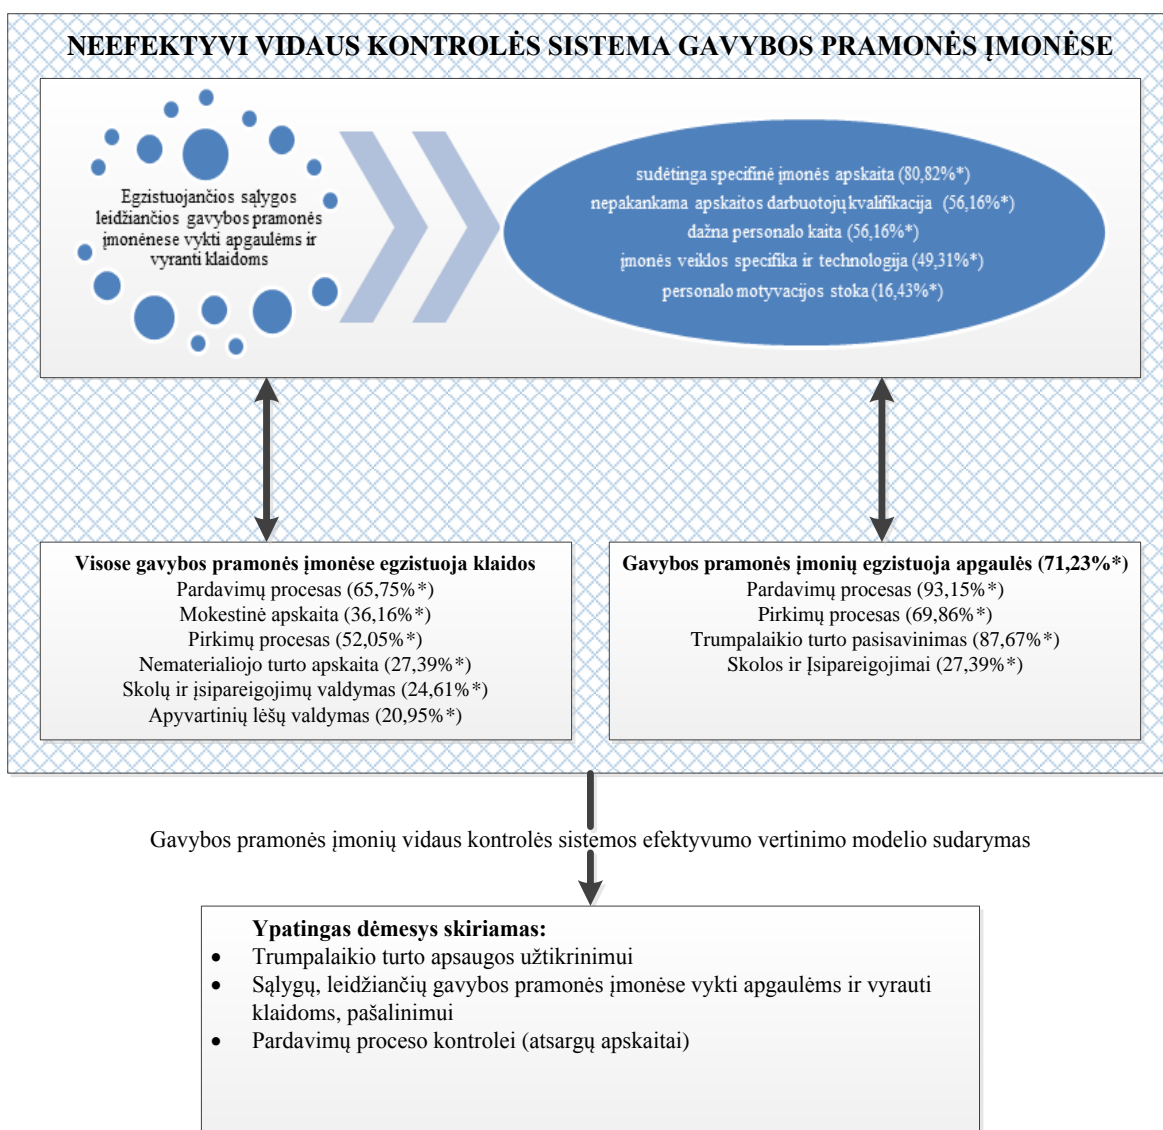 NEEFEKTYVI VIDAUS KONTROLĖS SISTEMA GAVYBOS PRAMONĖS ĮMONĖSE
Egzistuojančios sąlygos
leidžiančios gavybos pramonės
įmonėnese vykti apgaulėms ir
vyranti klaidoms
sudėtinga specifinė įmonės apskaita (80,82%*)
nepakankama apskaitos darbuotojų kvalifikacija (56,16%*)
dažna personalo kaita (56,16%*)
įmonės veiklos specifika ir technologija (49,31%*)
personalo motyvacijos stoka (16,43%*)
Visose gavybos pramonės įmonėse egzistuoja klaidos
Pardavimų procesas (65,75%*)
Mokestinė apskaita (36,16%*)
Pirkimų procesas (52,05%*)
Nematerialiojo turto apskaita (27,39%*)
Skolų ir įsipareigojimų valdymas (24,61%*)
Apyvartinių lėšų valdymas (20,95%*)
Gavybos pramonės įmonių egzistuoja apgaulės (71,23%*)
Pardavimų procesas (93,15%*)
Pirkimų procesas (69,86%*)
Trumpalaikio turto pasisavinimas (87,67%*)
Skolos ir Įsipareigojimai (27,39%*)
Gavybos pramonės įmonių vidaus kontrolės sistemos efektyvumo vertinimo modelio sudarymas
Ypatingas dėmesys skiriamas:
• Trumpalaikio turto apsaugos užtikrinimui
• Sąlygų, leidžiančių gavybos pramonės įmonėse vykti apgaulėms ir vyrauti
klaidoms, pašalinimui
• Pardavimų proceso kontrolei (atsargų apskaitai)